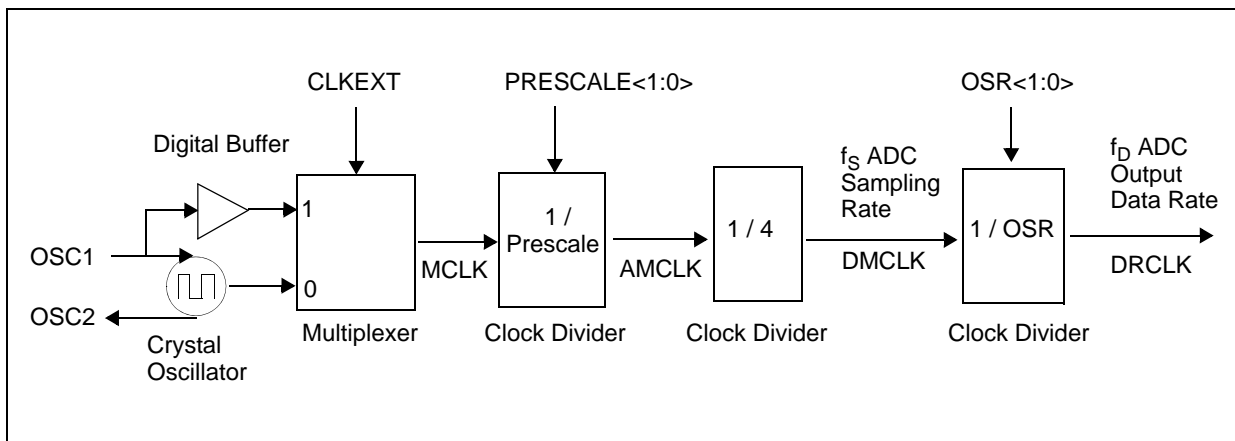 CLKEXT
PRESCALE<1:0>
OSR<1:0>
Digital Buffer
fS ADC
Sampling
Rate
fD ADC
Output
Data Rate
1
1 /
Prescale
1 / 4
1 / OSR
OSC1
MCLK
AMCLK
DMCLK
DRCLK
0
OSC2
Multiplexer
Clock Divider
Clock Divider
Clock Divider
Crystal
Oscillator